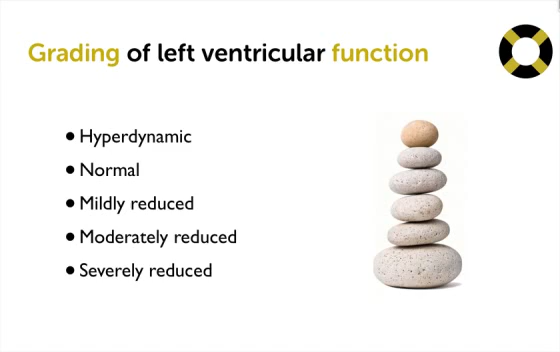 Grading of left ventricular function
• Hyperdynamic
• Normal
• Mildly reduced
• Moderately reduced
• Severely reduced